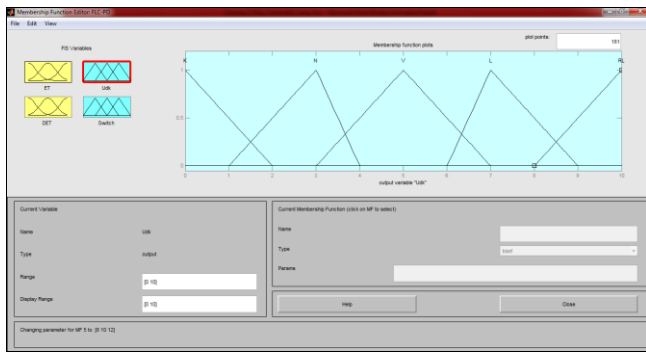 Membership Function Editor: FLC-PD
File Edit View
FIS Variables
ET
Udk
DET
Switch
Membership function plots
plot points:
181
K N V L RL
1
0.5
0
0 1 2 3 4 5 6 7 8 9 10
output variable "Udk"
Current Variable
Name Udk
Type output
Range [0 10]
Display Range [0 10]
Current Membership Function (click on MF to select)
Name
Type trimf
Params
Help
Close
Changing parameter for MF 5 to [8 10 12]